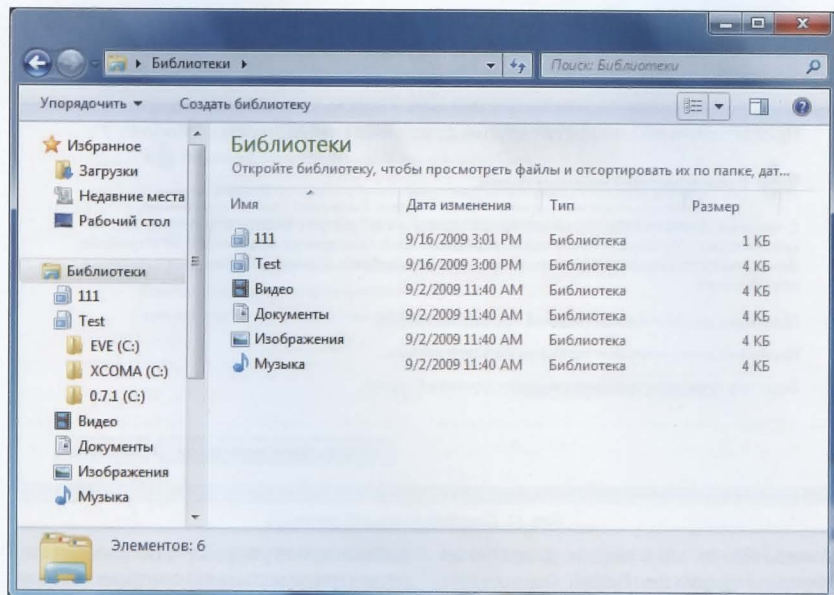 Библиотеки
Поиск: Библиотеки
Упорядочить
Создать библиотеку
Избранное
Загрузки
Недавние места
Рабочий стол
Библиотеки
111
Test
EVE (C:)
XCOMA (C:)
0.7.1 (C:)
Видео
Документы
Изображения
Музыка
Библиотеки
Откройте библиотеку, чтобы просмотреть файлы и отсортировать их по папке, дат...
Имя Дата изменения Тип Размер
111 9/16/2009 3:01 PM Библиотека 1 КБ
Test 9/16/2009 3:00 PM Библиотека 4 КБ
Видео 9/2/2009 11:40 AM Библиотека 4 КБ
Документы 9/2/2009 11:40 AM Библиотека 4 КБ
Изображения 9/2/2009 11:40 AM Библиотека 4 КБ
Музыка 9/2/2009 11:40 AM Библиотека 4 КБ
Элементов: 6